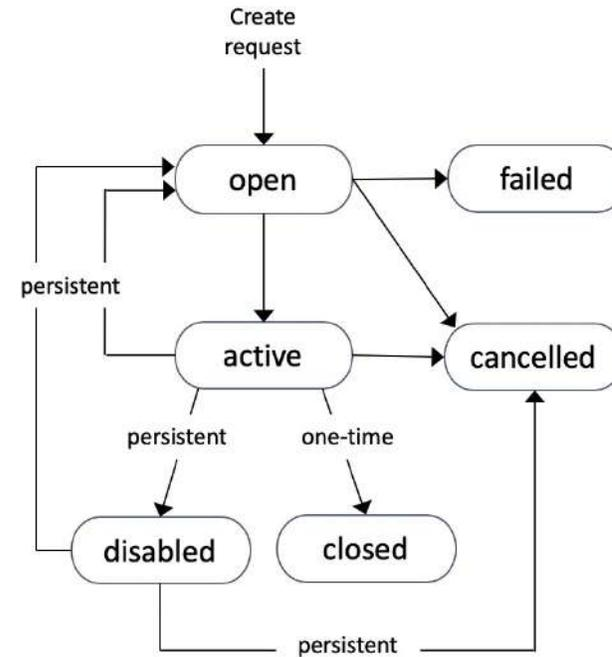 Create
request
open
failed
persistent
active
cancelled
persistent
one-time
disabled
closed
persistent